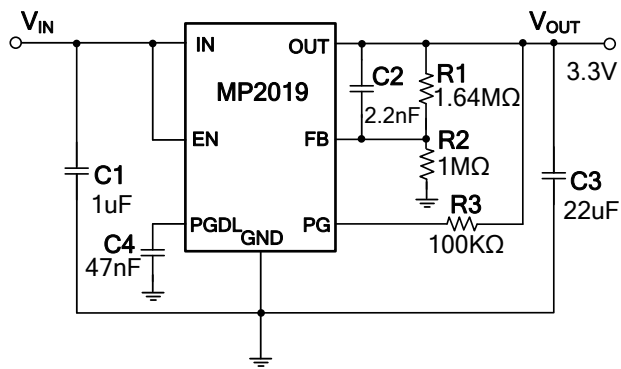 VIN
VOUT
IN
OUT
MP2019
C2
2.2nF
R1
1.64MΩ
3.3V
EN
FB
R2
1MΩ
C1
1uF
C3
22uF
PGDL
GND
PG
R3
100KΩ
C4
47nF